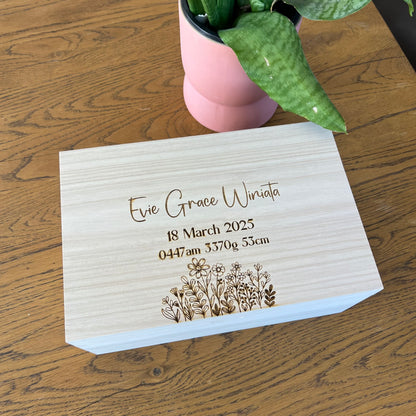 Evie Grace Winiata
18 March 2025
0447am 3370g 53cm